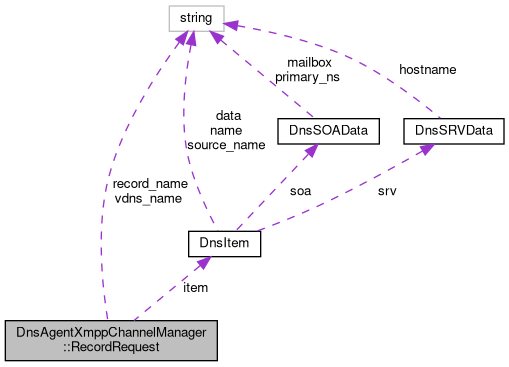 string
mailbox
primary_ns
hostname
data
name
source_name
DnsSOAData
DnsSRVData
record_name
vdns_name
soa
srv
DnsItem
item
DnsAgentXmppChannelManager
::RecordRequest